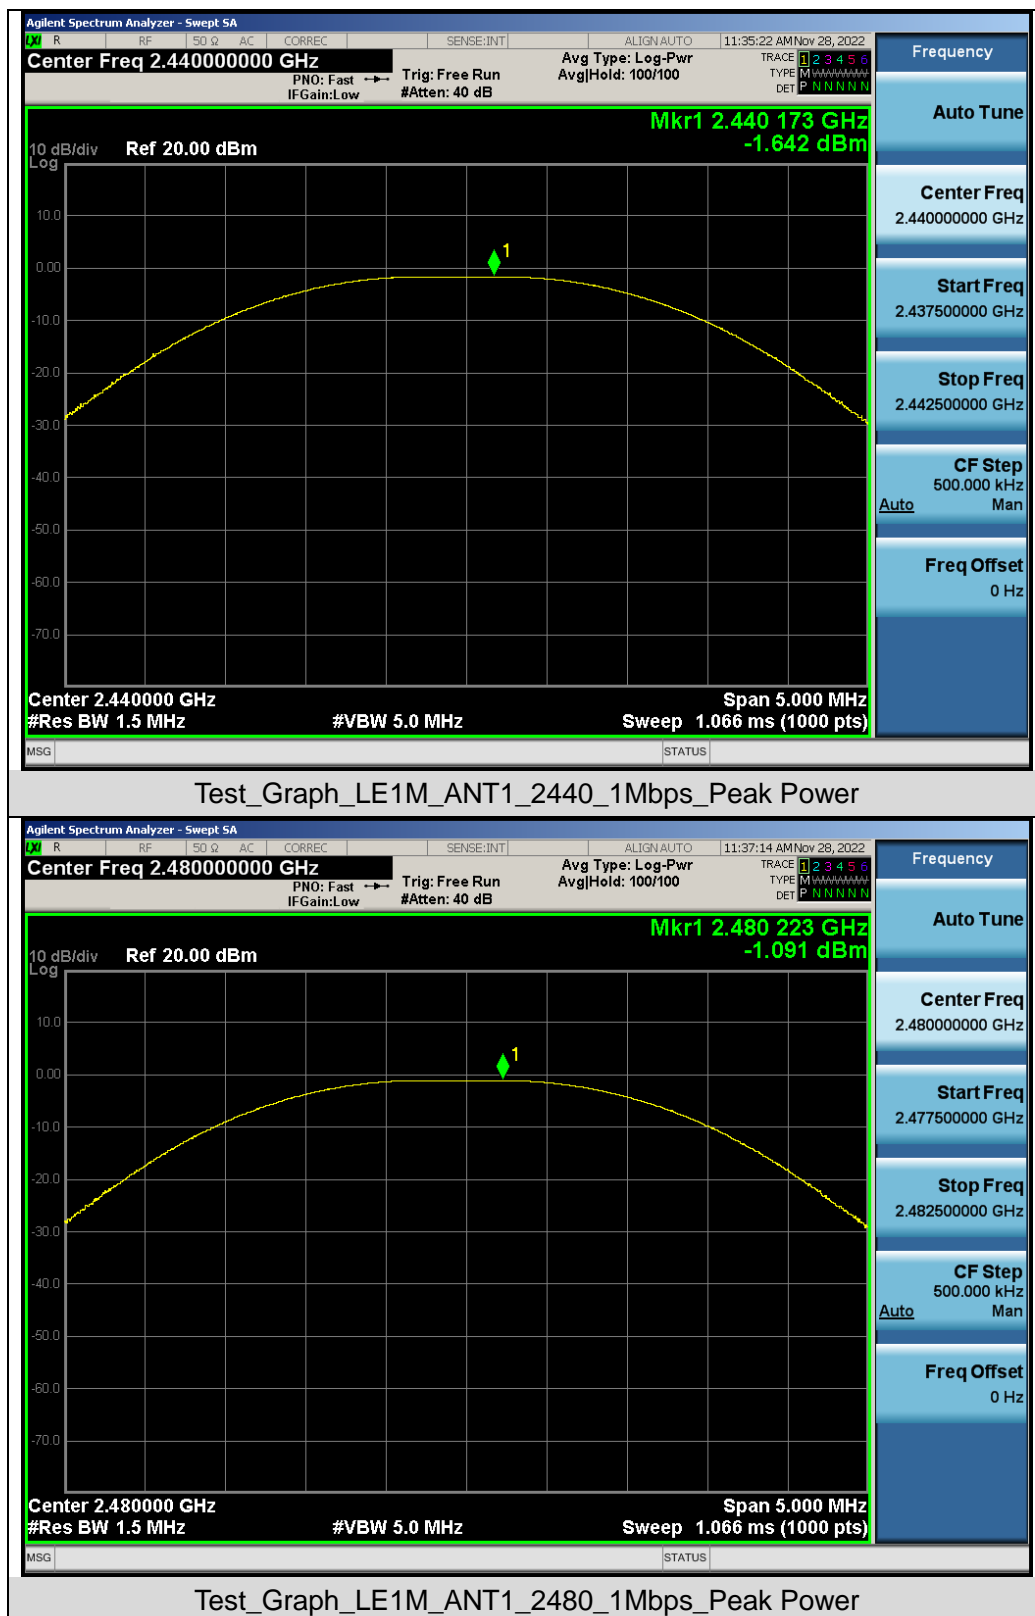 Agilent Spectrum Analyzer - Swept SA
LXI R RF 50 Ω AC CORREC SENSE:INT ALIGN AUTO 11:35:22 AM Nov 28, 2022
Center Freq 2.440000000 GHz
PNO: Fast
IFGain:Low
Trig: Free Run
#Atten: 40 dB
Avg Type: Log-Pwr
Avg|Hold: 100/100
TRACE 1 2 3 4 5 6
TYPE M WWWWW
DET P N N N N N
Mkr1 2.440 173 GHz
-1.642 dBm
10 dB/div Ref 20.00 dBm
Log
10.0
0.00
1
-10.0
-20.0
-30.0
-40.0
-50.0
-60.0
-70.0
Center 2.440000 GHz Span 5.000 MHz
#Res BW 1.5 MHz #VBW 5.0 MHz Sweep 1.066 ms (1000 pts)
MSG STATUS
Frequency
Auto Tune
Center Freq
2.440000000 GHz
Start Freq
2.437500000 GHz
Stop Freq
2.442500000 GHz
CF Step
500.000 kHz
Auto Man
Freq Offset
0 Hz
Test_Graph_LE1M_ANT1_2440_1Mbps_Peak Power
Agilent Spectrum Analyzer - Swept SA
LXI R RF 50 Ω AC CORREC SENSE:INT ALIGN AUTO 11:37:14 AM Nov 28, 2022
Center Freq 2.480000000 GHz
PNO: Fast
IFGain:Low
Trig: Free Run
#Atten: 40 dB
Avg Type: Log-Pwr
Avg|Hold: 100/100
TRACE 1 2 3 4 5 6
TYPE M WWWWW
DET P N N N N N
Mkr1 2.480 223 GHz
-1.091 dBm
10 dB/div Ref 20.00 dBm
Log
10.0
0.00
1
-10.0
-20.0
-30.0
-40.0
-50.0
-60.0
-70.0
Center 2.480000 GHz Span 5.000 MHz
#Res BW 1.5 MHz #VBW 5.0 MHz Sweep 1.066 ms (1000 pts)
MSG STATUS
Frequency
Auto Tune
Center Freq
2.480000000 GHz
Start Freq
2.477500000 GHz
Stop Freq
2.482500000 GHz
CF Step
500.000 kHz
Auto Man
Freq Offset
0 Hz
Test_Graph_LE1M_ANT1_2480_1Mbps_Peak Power